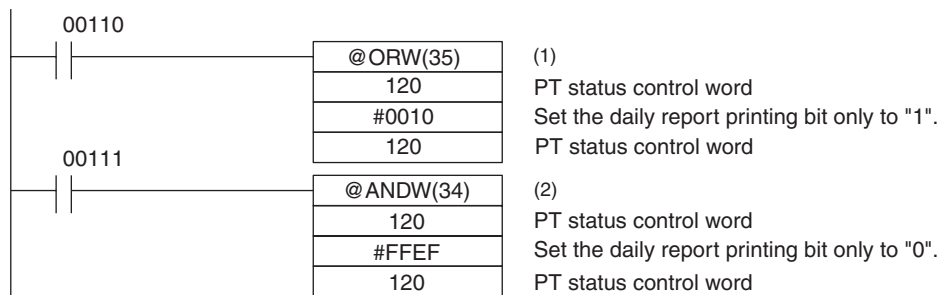 00110
@ORW(35) (1)
120 PT status control word
#0010 Set the daily report printing bit only to "1".
120 PT status control word
00111
@ANDW(34) (2)
120 PT status control word
#FFEF Set the daily report printing bit only to "0".
120 PT status control word